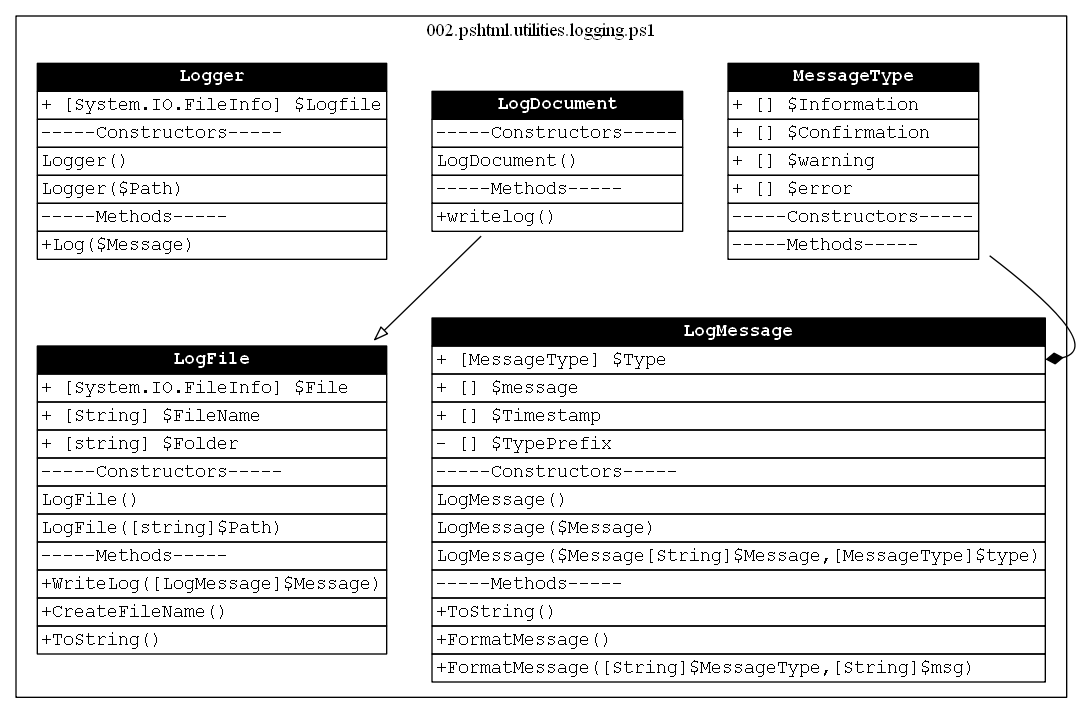 002.pshtml.utilities.logging.ps1
Logger
+ [System.IO.FileInfo] $Logfile
-----Constructors-----
Logger()
Logger($Path)
-----Methods-----
+Log($Message)
LogDocument
-----Constructors-----
LogDocument()
-----Methods-----
+writelog()
MessageType
+ [] $Information
+ [] $Confirmation
+ [] $warning
+ [] $error
-----Constructors-----
-----Methods-----
LogFile
+ [System.IO.FileInfo] $File
+ [String] $FileName
+ [string] $Folder
-----Constructors-----
LogFile()
LogFile([string]$Path)
-----Methods-----
+WriteLog([LogMessage]$Message)
+CreateFileName()
+ToString()
LogMessage
+ [MessageType] $Type
+ [] $message
+ [] $Timestamp
- [] $TypePrefix
-----Constructors-----
LogMessage()
LogMessage($Message)
LogMessage($Message[String]$Message,[MessageType]$type)
-----Methods-----
+ToString()
+FormatMessage()
+FormatMessage([String]$MessageType,[String]$msg)